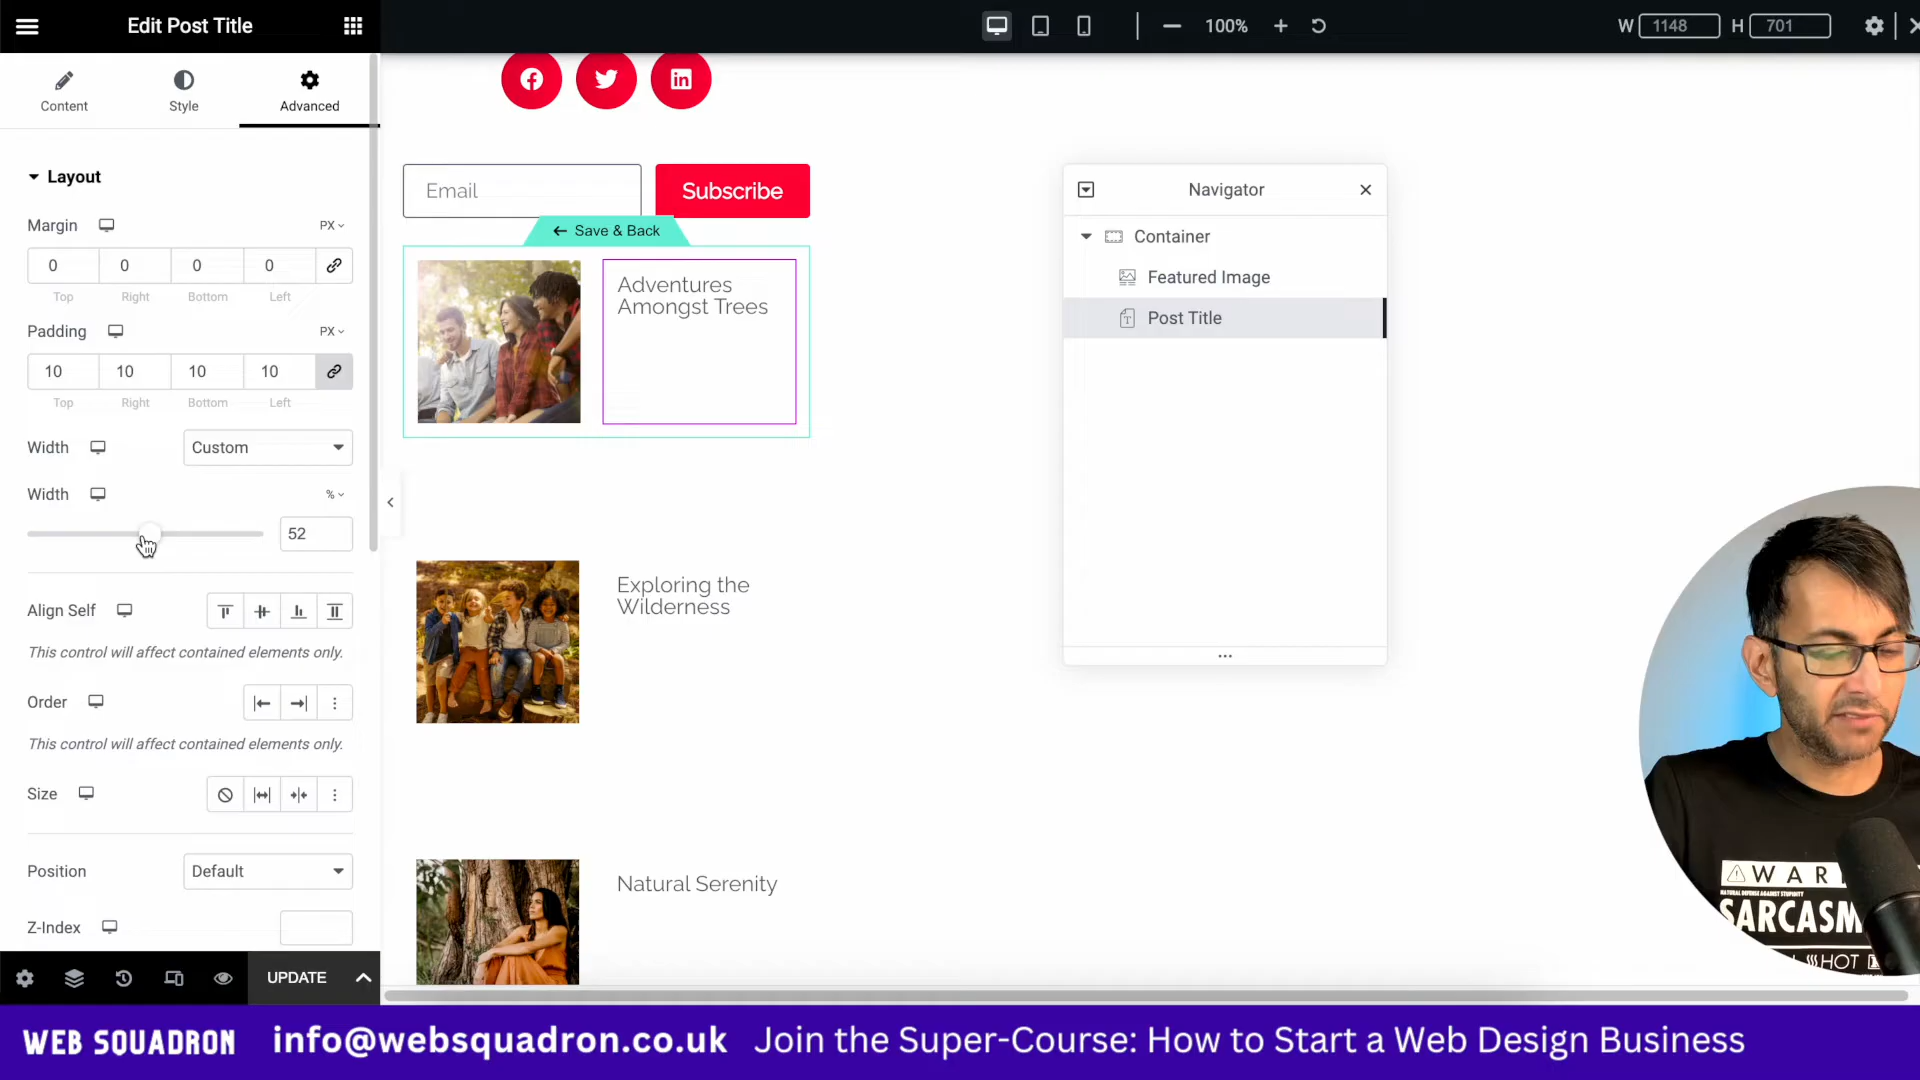 Edit Post Title
100%
W 1148 H 701
Content
Style
Advanced
Layout
Margin
PX
0 0 0 0
Top Right Bottom Left
Padding
PX
10 10 10 10
Top Right Bottom Left
Width
Custom
Width
%
52
Align Self
This control will affect contained elements only.
Order
This control will affect contained elements only.
Size
Position
Default
Z-Index
UPDATE
Email
Subscribe
Save & Back
Adventures
Amongst Trees
Exploring the
Wilderness
Natural Serenity
Navigator
Container
Featured Image
Post Title
WAR
SARCASM
HOT
WEB SQUADRON
info@websquadron.co.uk
Join the Super-Course: How to Start a Web Design Business